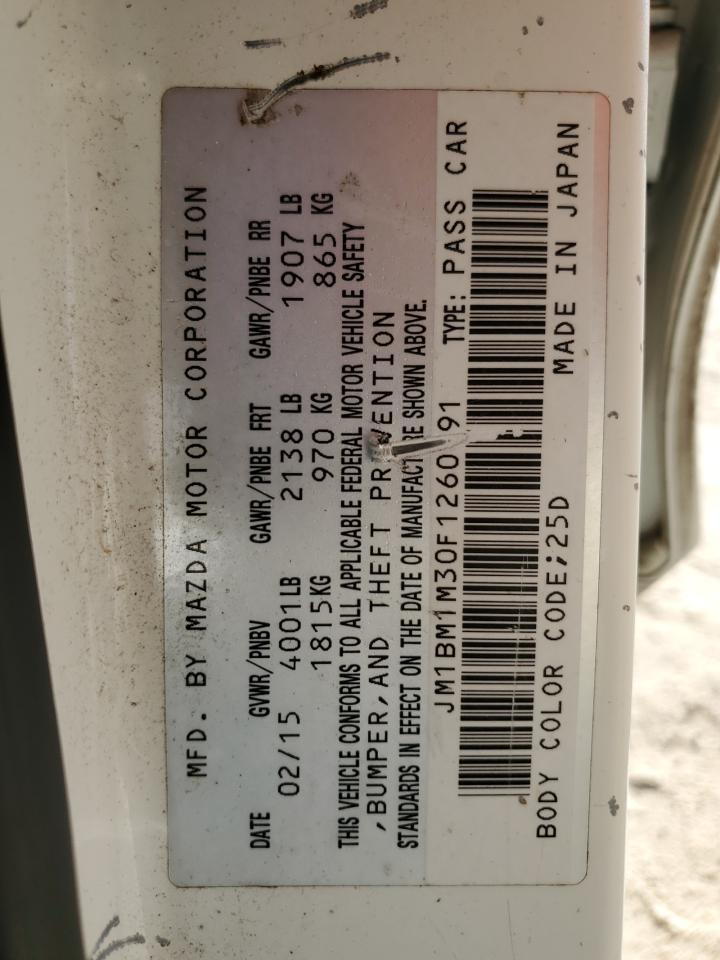 MFD. BY MAZDA MOTOR CORPORATION
DATE GVWR/PNBV GAWR/PNBE FRT GAWR/PNBE RR
02/15 4001LB 2138 LB 1907 LB
1815KG 970 KG 865 KG
THIS VEHICLE CONFORMS TO ALL APPLICABLE FEDERAL MOTOR VEHICLE SAFETY
,BUMPER,AND THEFT PREVENTION
STANDARDS IN EFFECT ON THE DATE OF MANUFACTURE SHOWN ABOVE.
TYPE: PASS CAR
BODY COLOR CODE;25D MADE IN JAPAN